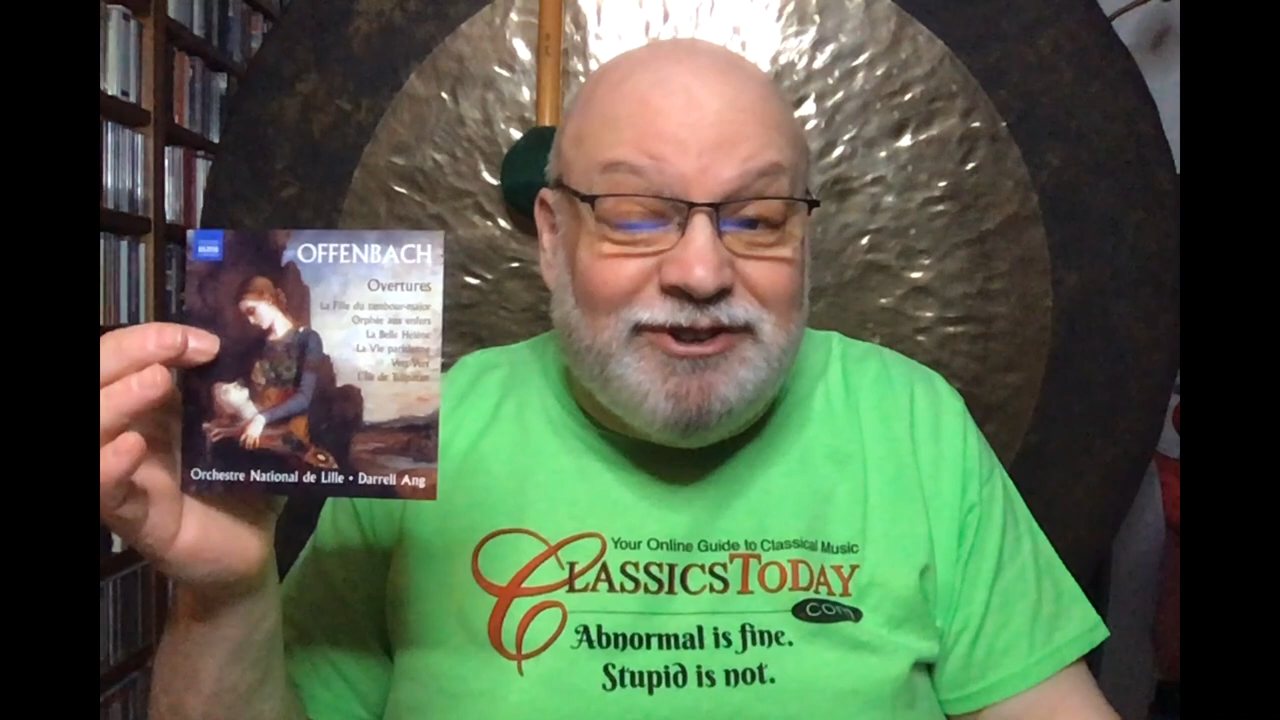 NAXOS
OFFENBACH
Overtures
La Fille du tambour-major
Orphée aux enfers
La Belle Hélène
La Vie parisienne
Vert-Vert
L'Île de Tulipatan
Orchestre National de Lille • Darrell Ang
Your Online Guide to Classical Music
CLASSICSTODAY
com
Abnormal is fine.
Stupid is not.